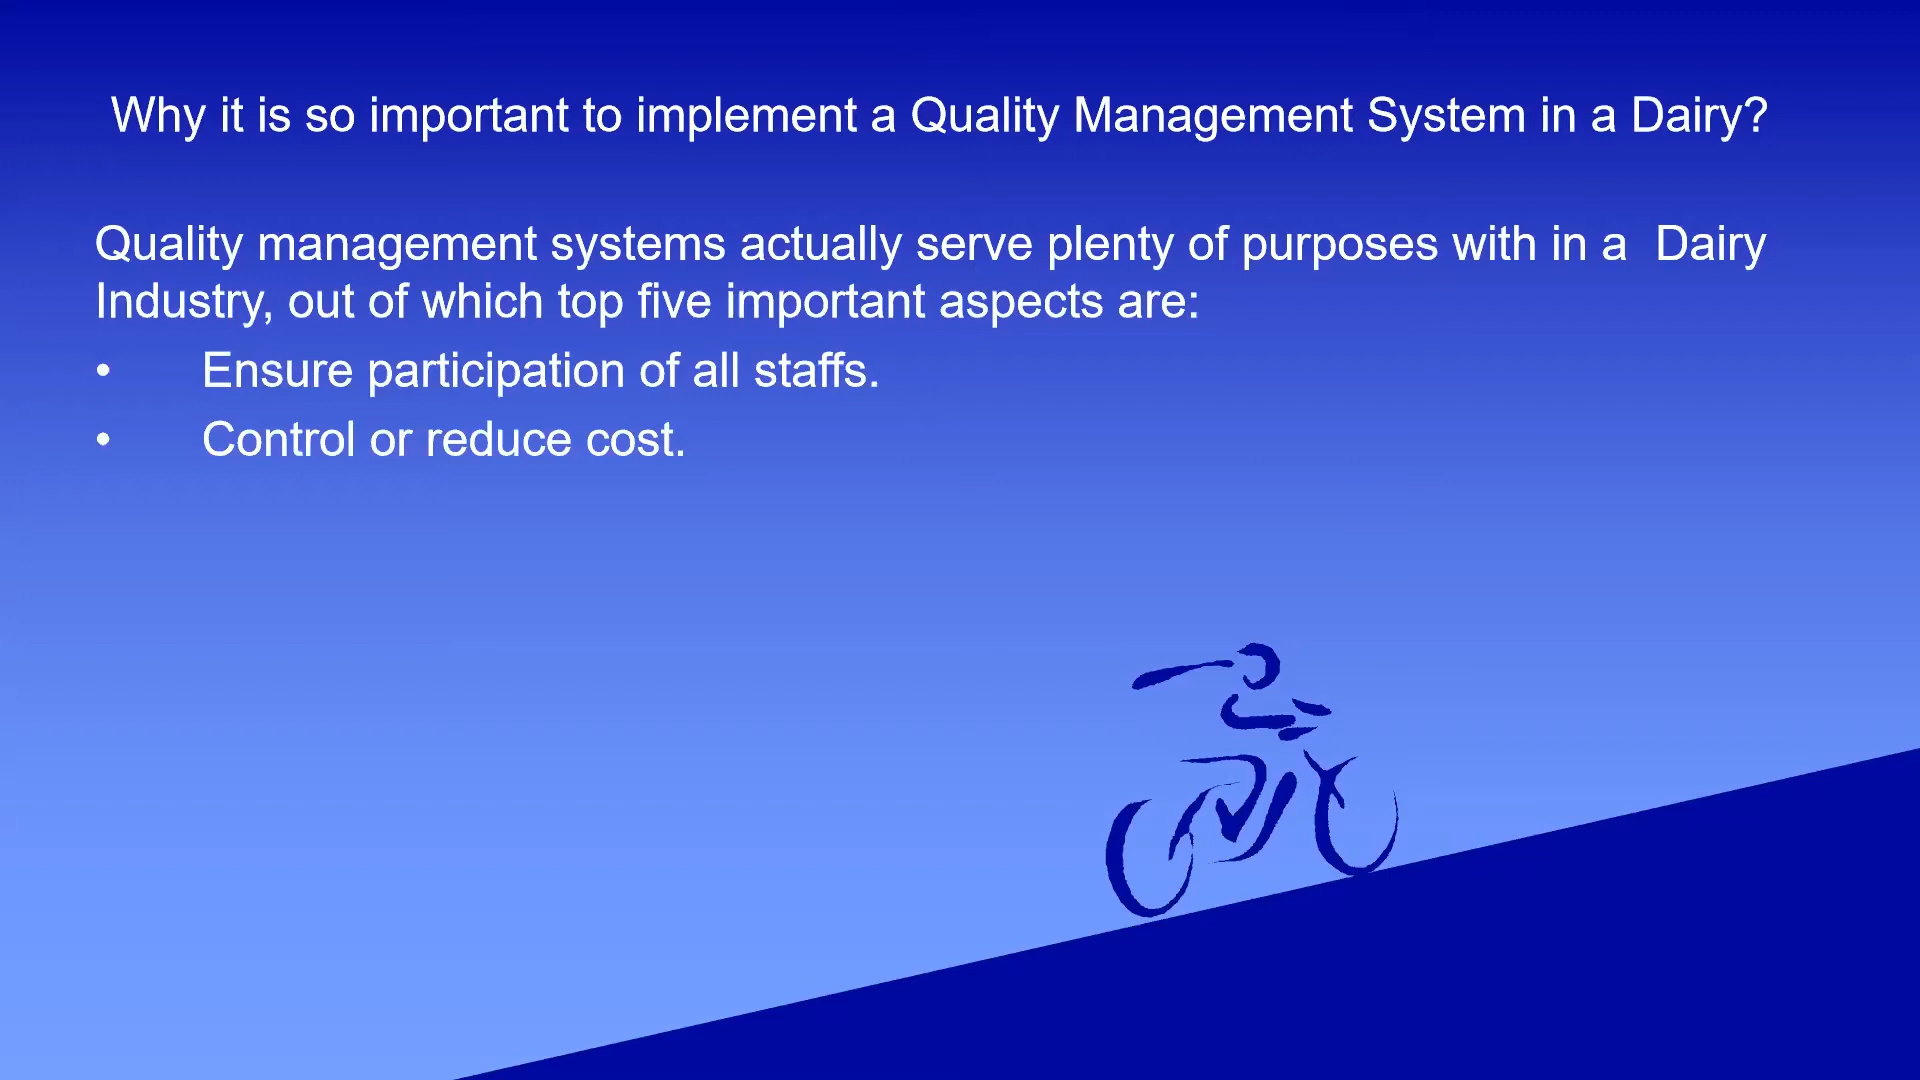 Why it is so important to implement a Quality Management System in a Dairy?
Quality management systems actually serve plenty of purposes with in a  Dairy
Industry, out of which top five important aspects are:
• Ensure participation of all staffs.
• Control or reduce cost.